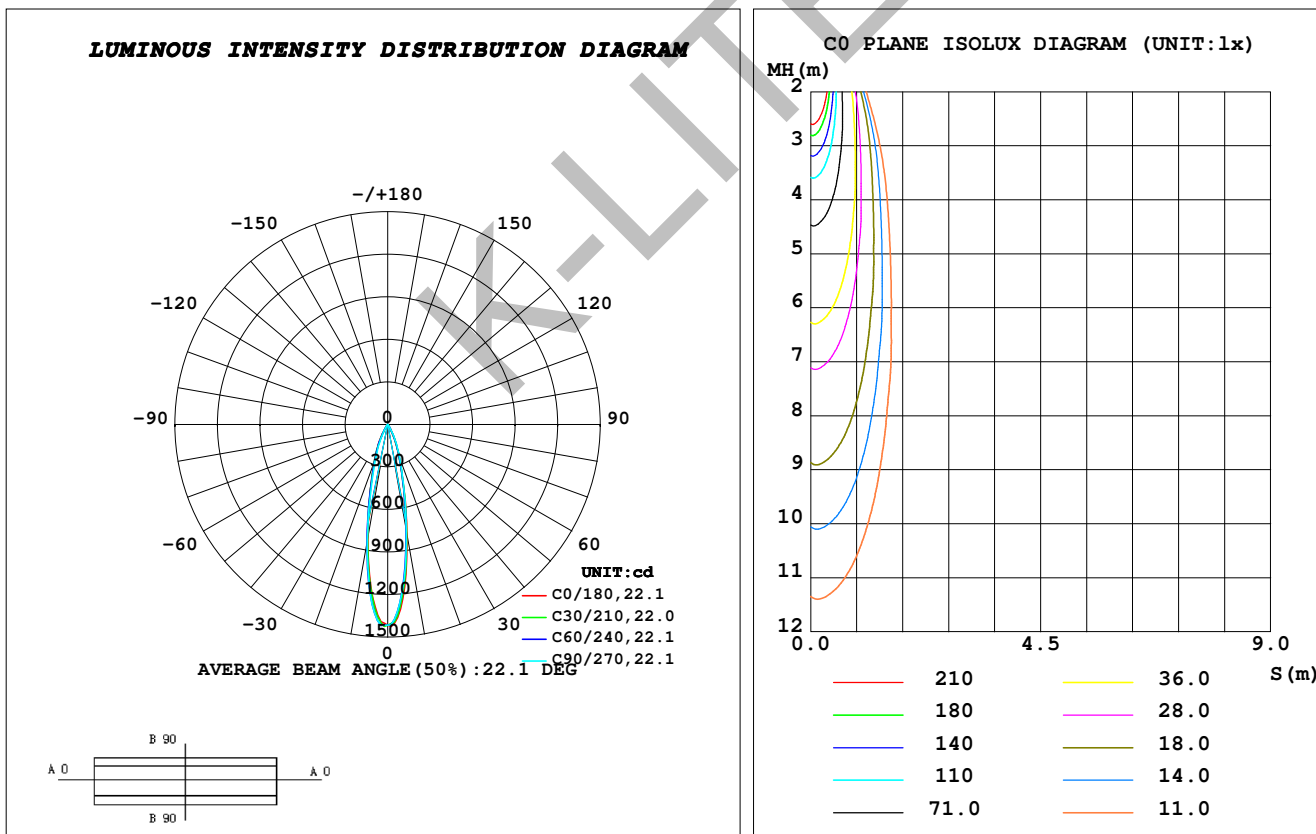 LUMINOUS INTENSITY DISTRIBUTION DIAGRAM
-/+180
-150
150
-120
120
-90
90
-60
60
-30
30
0
0
300
600
900
1200
1500
UNIT:cd
C0/180,22.1
C30/210,22.0
C60/240,22.1
C90/270,22.1
AVERAGE BEAM ANGLE(50%):22.1 DEG
B 90
A 0
A 0
B 90
K-LITE
C0 PLANE ISOLUX DIAGRAM (UNIT:lx)
MH(m)
2
3
4
5
6
7
8
9
10
11
12
0.0
4.5
9.0
S(m)
210
36.0
180
28.0
140
18.0
110
14.0
71.0
11.0